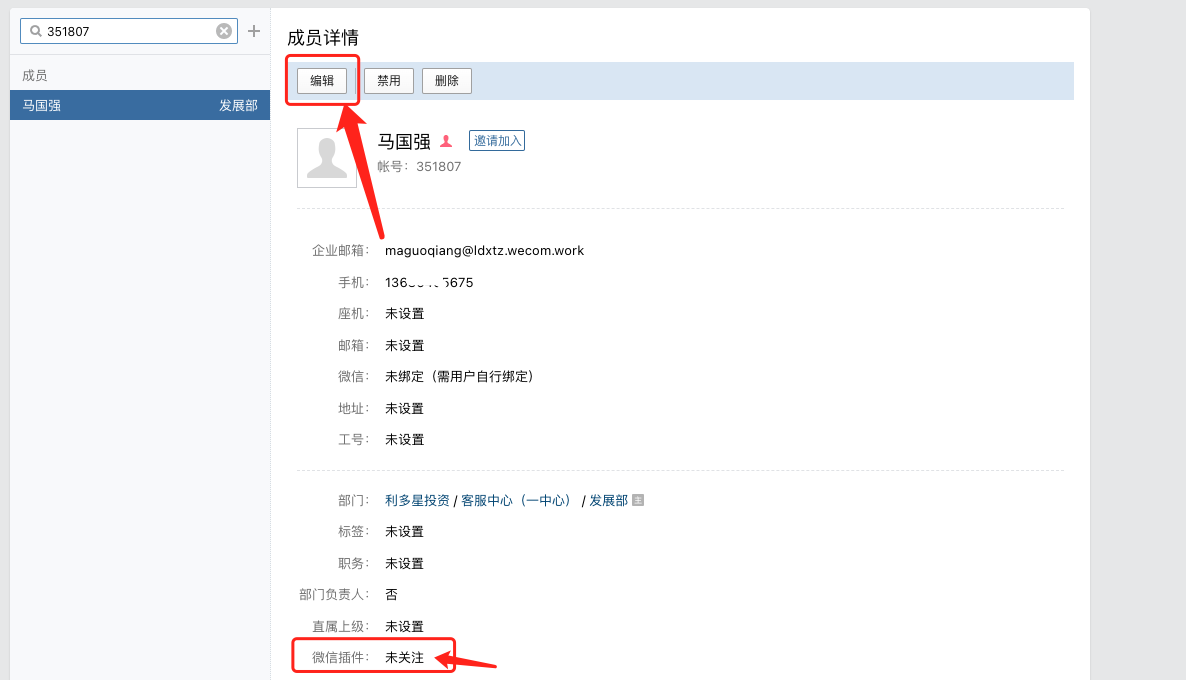 351807
成员
马国强 发展部
成员详情
编辑 禁用 删除
马国强 邀请加入
帐号：351807
企业邮箱： maguoqiang@ldxtz.wecom.work
手机：
座机： 未设置
邮箱： 未设置
微信： 未绑定（需用户自行绑定）
地址： 未设置
工号： 未设置
部门： 利多星投资 / 客服中心（一中心） / 发展部 主
标签： 未设置
职务： 未设置
部门负责人： 否
直属上级： 未设置
微信插件： 未关注